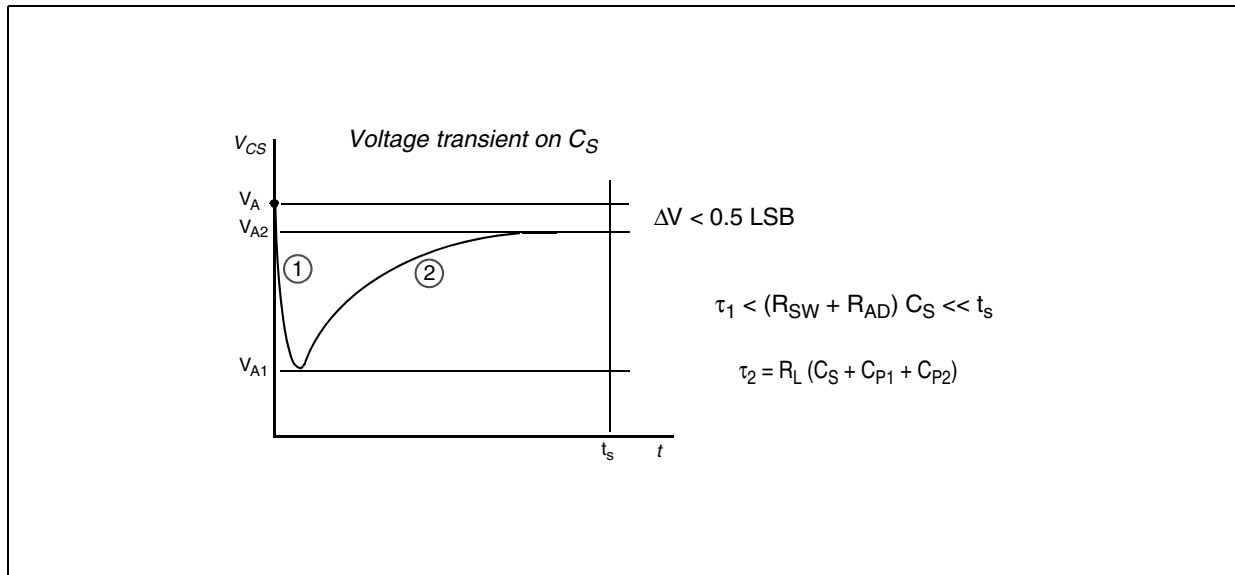 Voltage transient on C_S
V_CS
V_A
ΔV < 0.5 LSB
V_A2
1
2
τ_1 < (R_SW + R_AD) C_S << t_s
V_A1
τ_2 = R_L (C_S + C_P1 + C_P2)
t_s
t